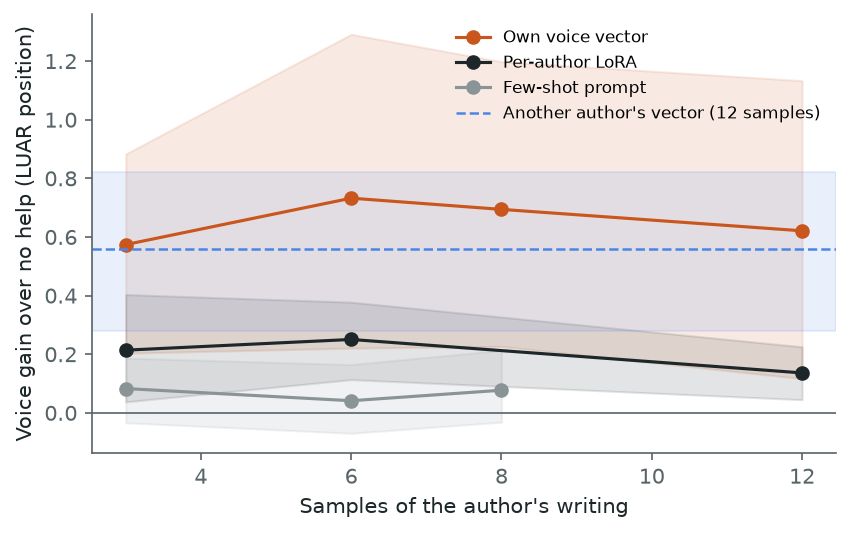 Own voice vector
Per-author LoRA
Few-shot prompt
Another author's vector (12 samples)
Voice gain over no help (LUAR position)
1.2
1.0
0.8
0.6
0.4
0.2
0.0
4
6
8
10
12
Samples of the author's writing